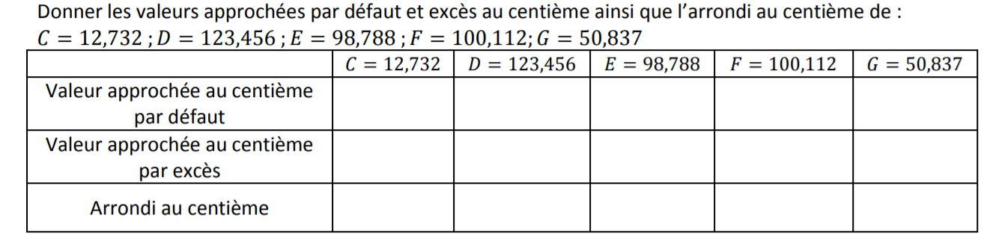 Donner les valeurs approchées par défaut et excès au centième ainsi que l’arrondi au centième de :
C = 12,732 ; D = 123,456 ; E = 98,788 ; F = 100,112; G = 50,837
C = 12,732 D = 123,456 E = 98,788 F = 100,112 G = 50,837
Valeur approchée au centième
par défaut
Valeur approchée au centième
par excès
Arrondi au centième